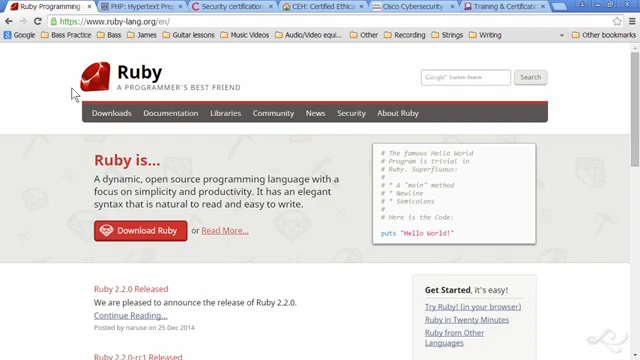 Ruby Programming
PHP: Hypertext Prep
Security certification
CEH: Certified Ethica
Cisco Cybersecurity
Training & Certificatio
https://www.ruby-lang.org/en/
Google
Bass Practice
Bass
James
Guitar lessons
Music Videos
Audio/Video equi...
Other
Recording
Strings
Writing
Other bookmarks
Ruby
A PROGRAMMER'S BEST FRIEND
Google™ Custom Search
Search
Downloads Documentation Libraries Community News Security About Ruby
Ruby is...
A dynamic, open source programming language with a
focus on simplicity and productivity. It has an elegant
syntax that is natural to read and easy to write.
Download Ruby or Read More...
# The famous Hello World
# Program is trivial in
# Ruby. Superfluous:
#
# * A "main" method
# * Newline
# * Semicolons
#
# Here is the Code:
puts "Hello World!"
Ruby 2.2.0 Released
We are pleased to announce the release of Ruby 2.2.0.
Continue Reading...
Posted by naruse on 25 Dec 2014
Ruby 2.2.0-rc1 Released
Get Started, it's easy!
Try Ruby! (in your browser)
Ruby in Twenty Minutes
Ruby from Other
Languages